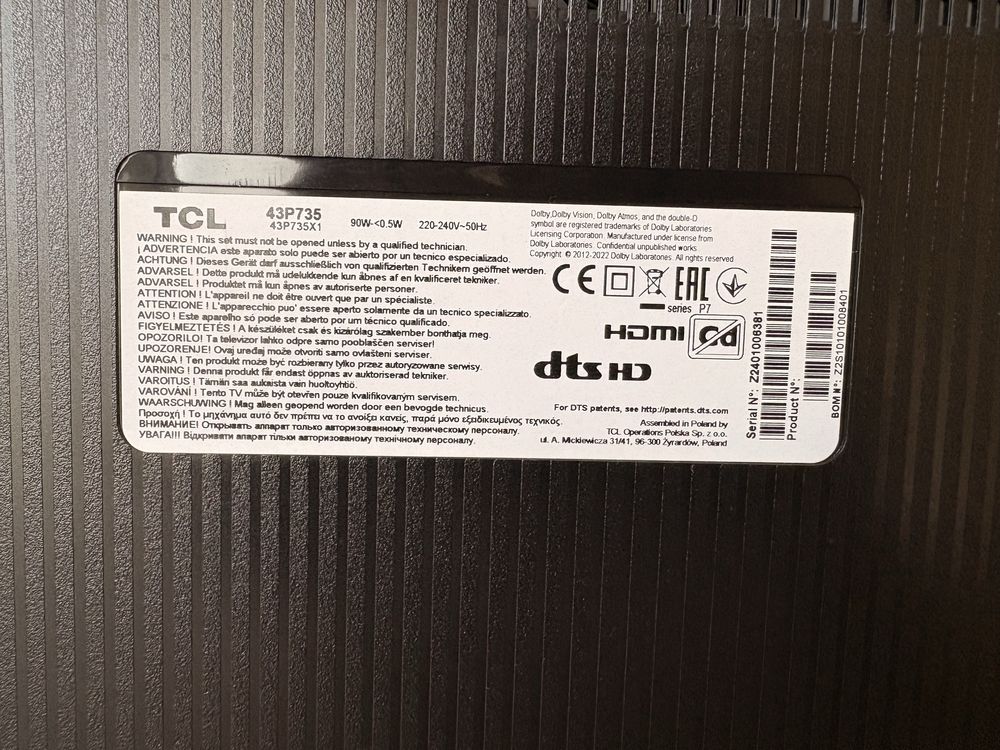 TCL
43P735
43P735X1
90W-<0.5W
220-240V~50Hz
WARNING ! This set must not be opened unless by a qualified technician.
¡ ADVERTENCIA este aparato solo puede ser abierto por un tecnico especializado.
ACHTUNG ! Dieses Gerät darf ausschließlich von qualifizierten Technikern geöffnet werden.
ADVARSEL ! Dette produkt må udelukkende kun åbnes af en kvalificeret tekniker.
ADVARSEL ! Produktet må kun åpnes av autoriserte personer.
ATTENTION ! L'appareil ne doit être ouvert que par un spécialiste.
ATTENZIONE ! L'apparecchio puo' essere aperto solamente da un tecnico specializzato.
AVISO ! Este aparelho só pode ser aberto por um técnico qualificado.
FIGYELMEZTETÉS ! A készüléket csak és kizárólag szakember bonthatja meg.
OPOZORILO! Ta televizor lahko odpre samo pooblaščen serviser!
UPOZORENJE! Ovaj uređaj može otvoriti samo ovlašteni serviser.
UWAGA ! Ten produkt może być rozbierany tylko przez autoryzowane serwisy.
VARNING ! Denna produkt får endast öppnas av auktoriserad tekniker.
VAROITUS ! Tämän saa aukaista vain huoltoyhtiö.
VAROVÁNÍ ! Tento TV může být otevřen pouze kvalifikovaným servisem.
WAARSCHUWING ! Mag alleen geopend worden door een bevogde technicus.
Προσοχή ! Το μηχάνημα αυτό δεν πρέπει να το ανοίξει κανείς, παρά μόνο εξειδικευμένος τεχνικός.
ВНИМАНИЕ! Открывать аппарат только авторизованному техническому персоналу.
УВАГА!!! Відкривати апарат тільки авторизованому технічному персоналу.
Dolby,Dolby Vision, Dolby Atmos, and the double-D
symbol are registered trademarks of Dolby Laboratories
Licensing Corporation. Manufactured under license from
Dolby Laboratories. Confidential unpublished works.
Copyright © 2012-2022 Dolby Laboratories. All rights reserved
CE
EAC
series P7
HDMI
dts HD
For DTS patents, see http://patents.dts.com
Assembled in Poland by
TCL Operations Polska Sp. z o.o.
ul. A. Mickiewicza 31/41, 96-300 Żyrardów, Poland
Serial N°: Z2401006381
Product N°:
BOM N°: Z2S10101008401